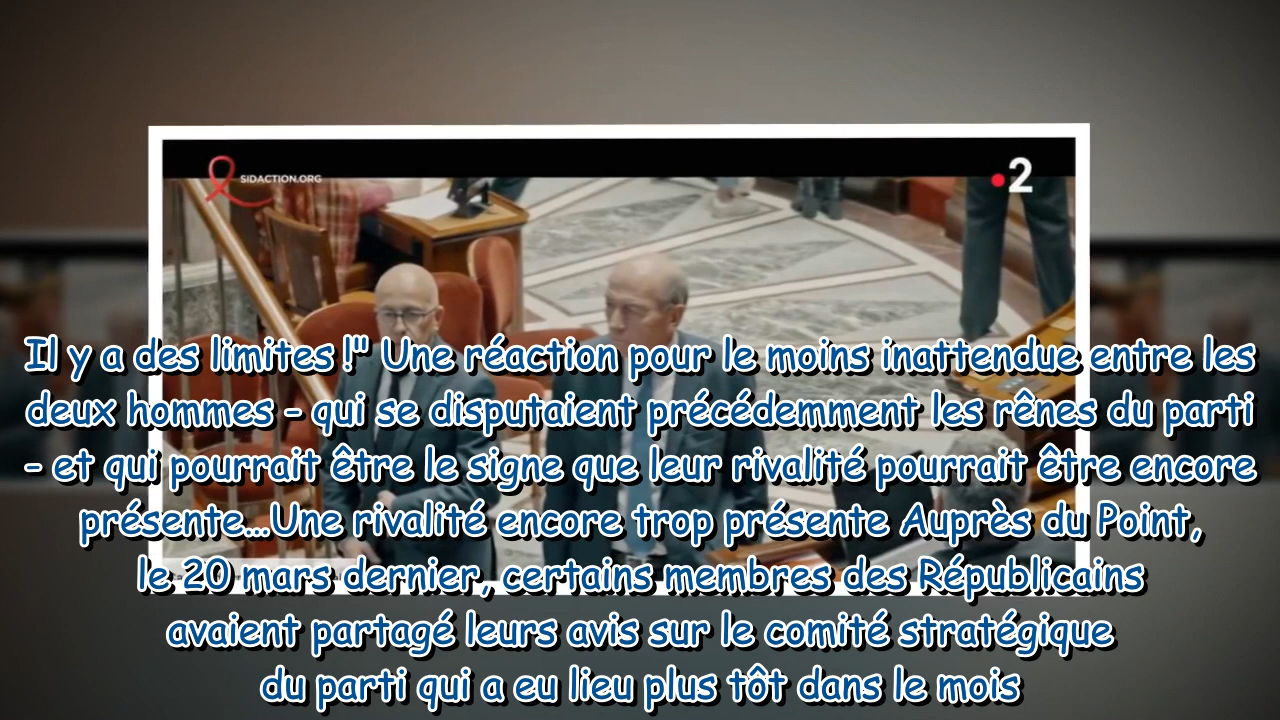 SIDACTION.ORG
2
Il y a des limites !" Une réaction pour le moins inattendue entre les
deux hommes - qui se disputaient précédemment les rênes du parti
- et qui pourrait être le signe que leur rivalité pourrait être encore
présente...Une rivalité encore trop présente Auprès du Point,
le 20 mars dernier, certains membres des Républicains
avaient partagé leurs avis sur le comité stratégique
du parti qui a eu lieu plus tôt dans le mois